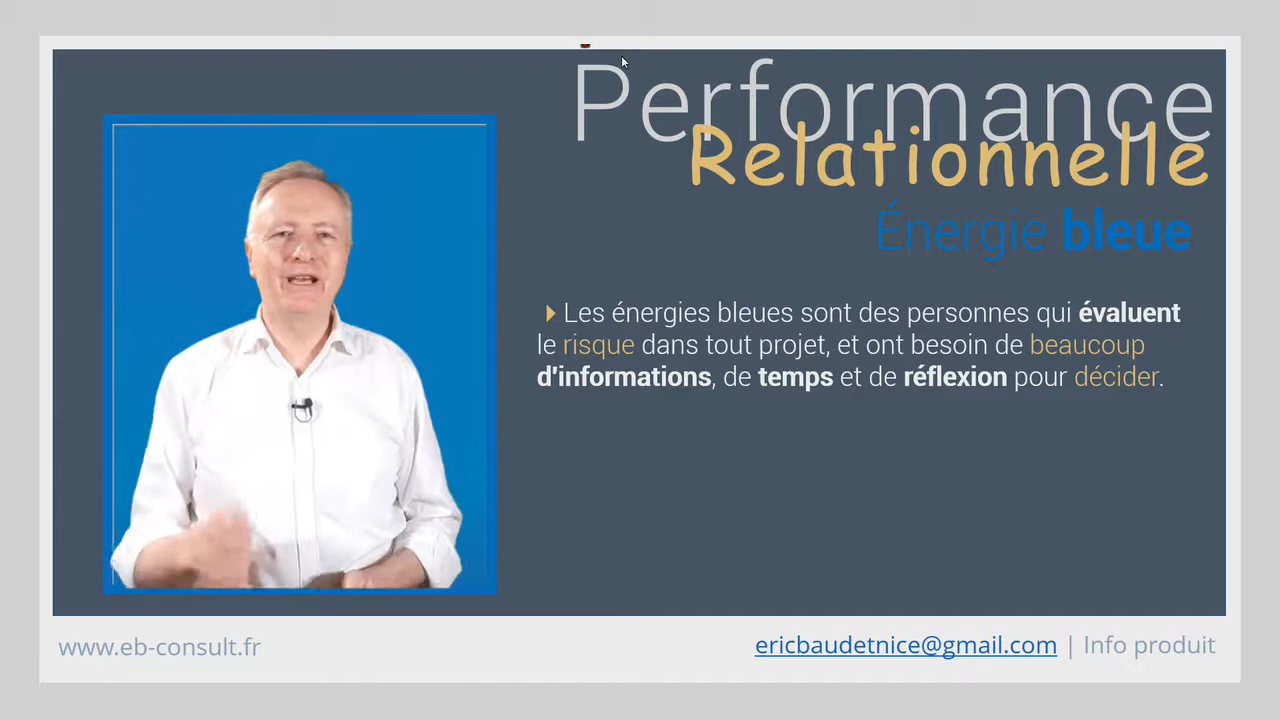 Performance
Relationnelle
Énergie bleue
Les énergies bleues sont des personnes qui évaluent
le risque dans tout projet, et ont besoin de beaucoup
d'informations, de temps et de réflexion pour décider.
www.eb-consult.fr
ericbaudetnice@gmail.com | Info produit